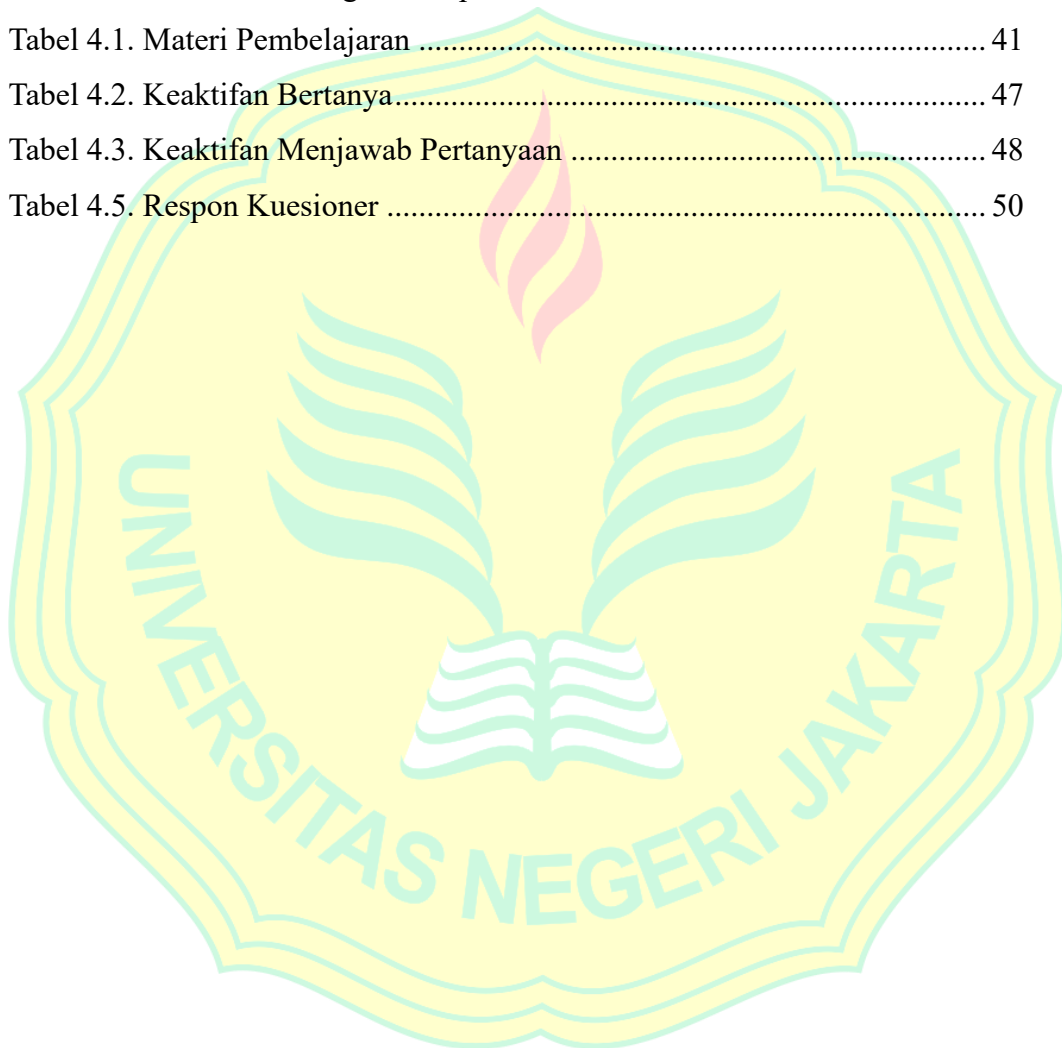 Tabel 4.1. Materi Pembelajaran ........................................................................ 41
Tabel 4.2. Keaktifan Bertanya........................................................................... 47
Tabel 4.3. Keaktifan Menjawab Pertanyaan ..................................................... 48
Tabel 4.5. Respon Kuesioner ............................................................................ 50
UNIVERSITAS NEGERI JAKARTA